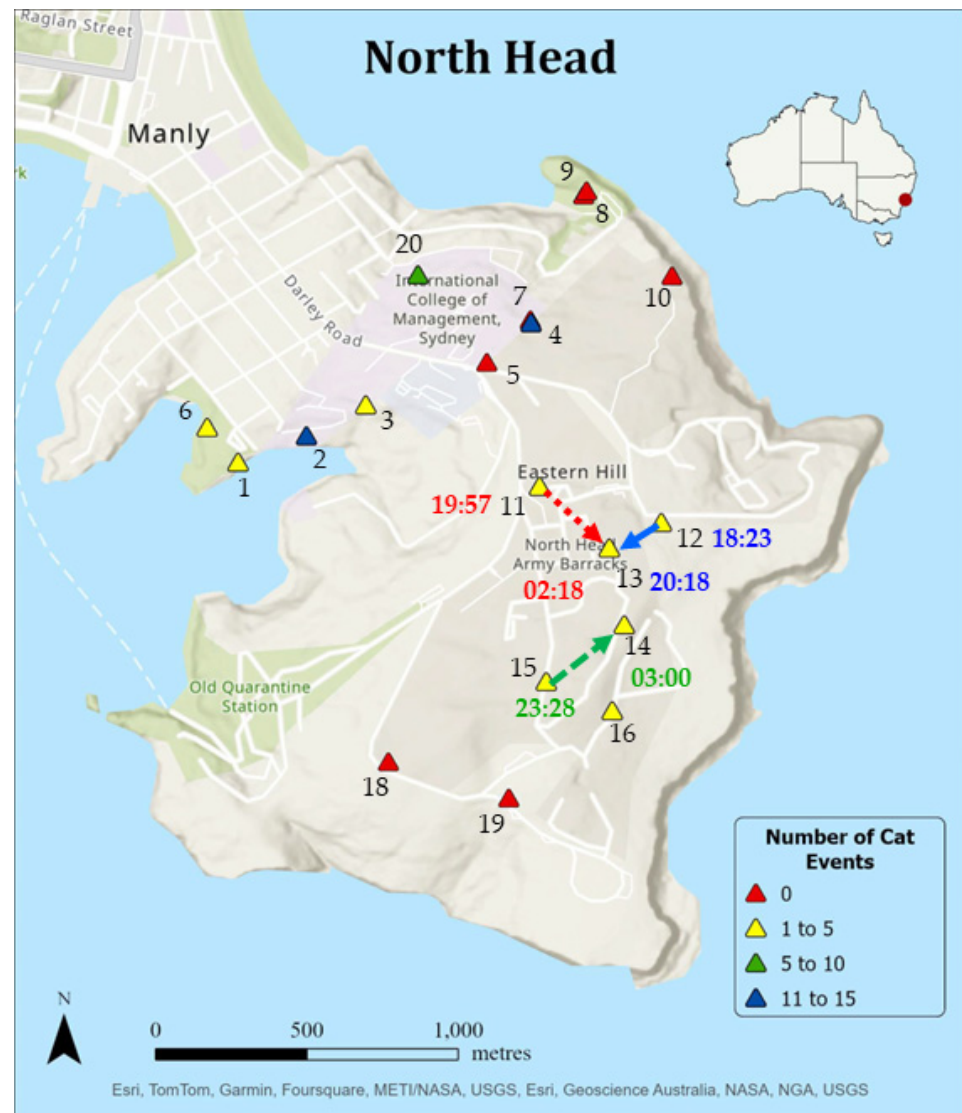 Raglan Street
North Head
Manly
rk
9
8
20
International
College of
Management,
Sydney
10
7
4
Darley Road
5
6
3
2
1
Eastern Hill
19:57
11
12
18:23
North Head
Army Barracks
13
20:18
02:18
14
15
03:00
Old Quarantine
Station
23:28
16
18
19
Number of Cat
Events
0
1 to 5
5 to 10
11 to 15
N
0
500
1,000
metres
Esri, TomTom, Garmin, Foursquare, METI/NASA, USGS, Esri, Geoscience Australia, NASA, NGA, USGS